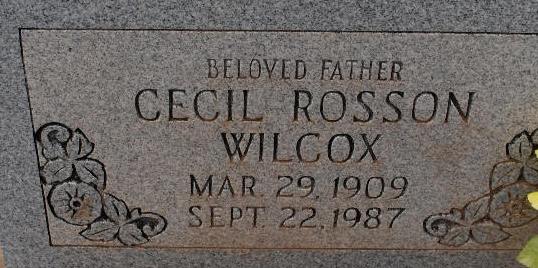 BELOVED FATHER
CECIL ROSSON
WILCOX
MAR. 29, 1909
SEPT. 22, 1987